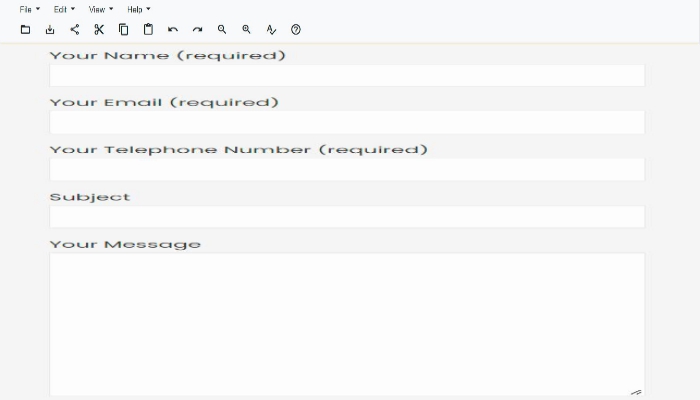 File Edit View Help
Your Name (required)
Your Email (required)
Your Telephone Number (required)
Subject
Your Message